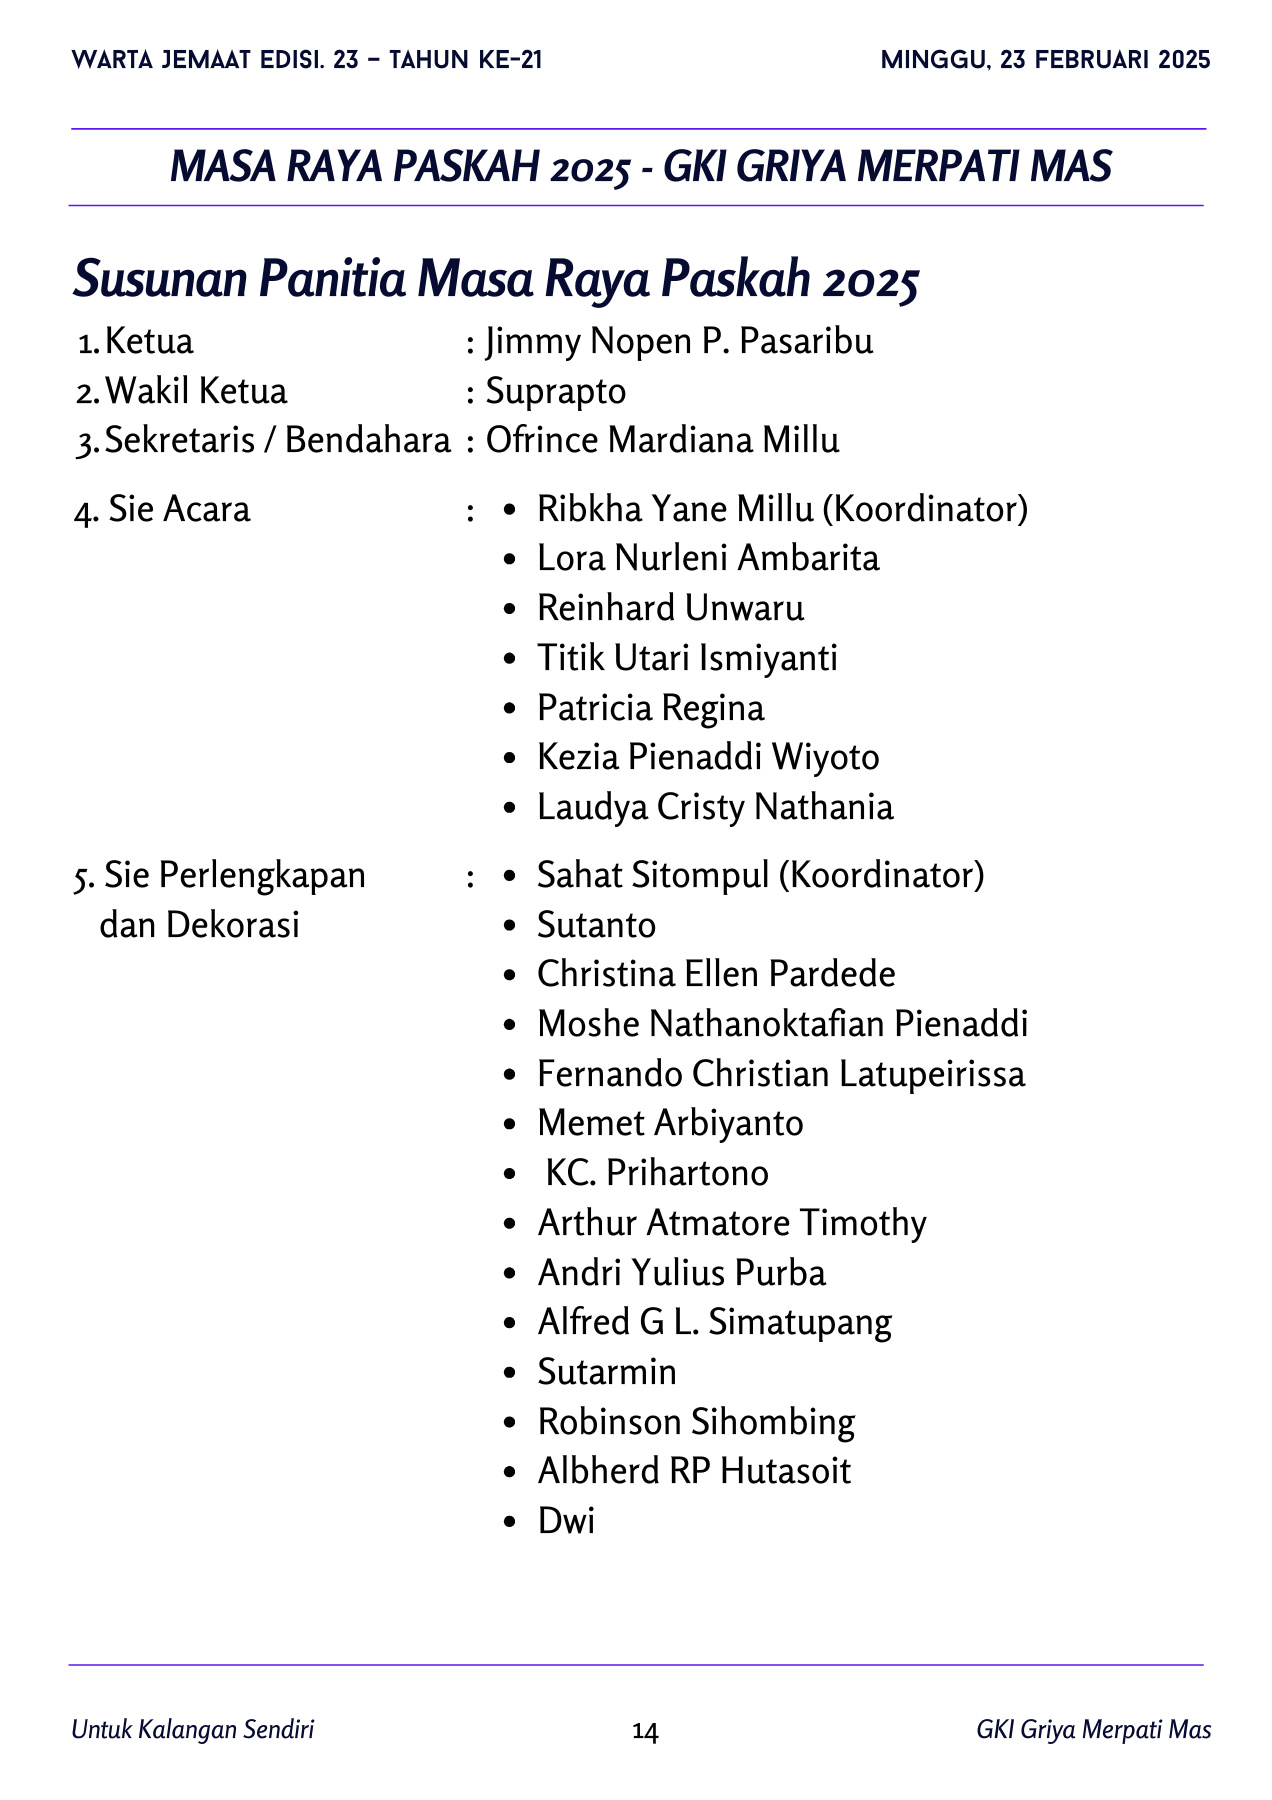 WARTA JEMAAT EDISI. 23 – TAHUN KE-21 MINGGU, 23 FEBRUARI 2025
MASA RAYA PASKAH 2025 - GKI GRIYA MERPATI MAS
Susunan Panitia Masa Raya Paskah 2025
1. Ketua : Jimmy Nopen P. Pasaribu
2. Wakil Ketua : Suprapto
3. Sekretaris / Bendahara : Ofrince Mardiana Millu
4. Sie Acara : • Ribkha Yane Millu (Koordinator)
• Lora Nurleni Ambarita
• Reinhard Unwaru
• Titik Utari Ismiyanti
• Patricia Regina
• Kezia Pienaddi Wiyoto
• Laudya Cristy Nathania
5. Sie Perlengkapan : • Sahat Sitompul (Koordinator)
dan Dekorasi • Sutanto
• Christina Ellen Pardede
• Moshe Nathanoktafian Pienaddi
• Fernando Christian Latupeirissa
• Memet Arbiyanto
• KC. Prihartono
• Arthur Atmatore Timothy
• Andri Yulius Purba
• Alfred G L. Simatupang
• Sutarmin
• Robinson Sihombing
• Albherd RP Hutasoit
• Dwi
Untuk Kalangan Sendiri 14 GKI Griya Merpati Mas